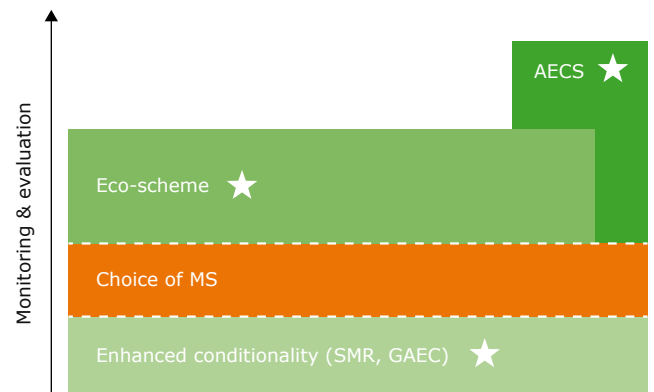 Monitoring & evaluation
AECS
Eco-scheme
Choice of MS
Enhanced conditionality (SMR, GAEC)